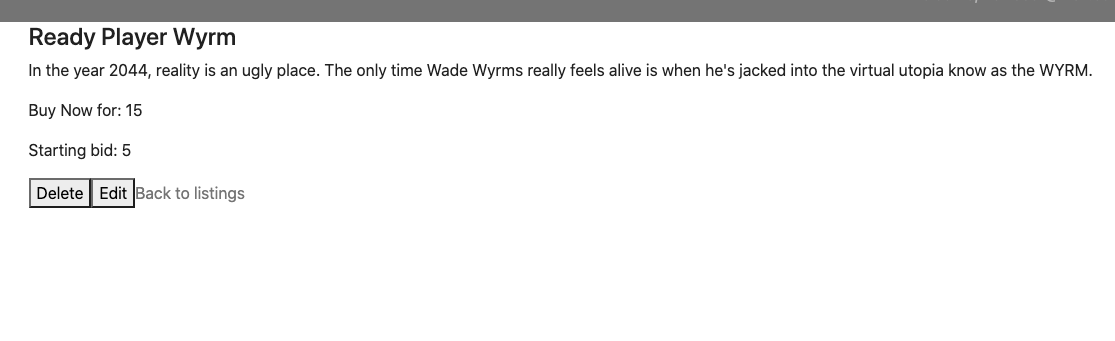 Ready Player Wyrm
In the year 2044, reality is an ugly place. The only time Wade Wyrms really feels alive is when he's jacked into the virtual utopia know as the WYRM.
Buy Now for: 15
Starting bid: 5
Delete Edit Back to listings